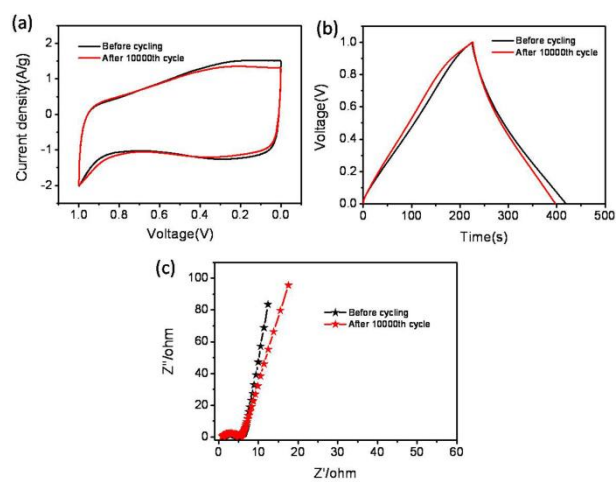 (a)
Before cycling
After 10000th cycle
Current density(A/g)
2
1
0
-1
-2
1.0 0.8 0.6 0.4 0.2 0.0
Voltage(V)
(b)
Before cycling
After 10000th cycle
Voltage(V)
1.0
0.8
0.6
0.4
0.2
0.0
0 100 200 300 400 500
Time(s)
(c)
Before cycling
After 10000th cycle
Z''/ohm
100
80
60
40
20
0
0 10 20 30 40 50 60
Z'/ohm